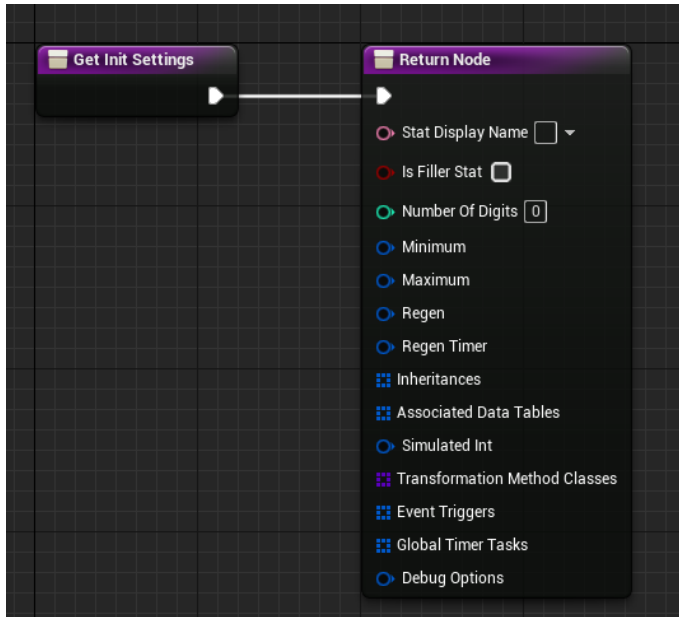 Get Init Settings
Return Node
Stat Display Name
Is Filler Stat
Number Of Digits 0
Minimum
Maximum
Regen
Regen Timer
Inheritances
Associated Data Tables
Simulated Int
Transformation Method Classes
Event Triggers
Global Timer Tasks
Debug Options